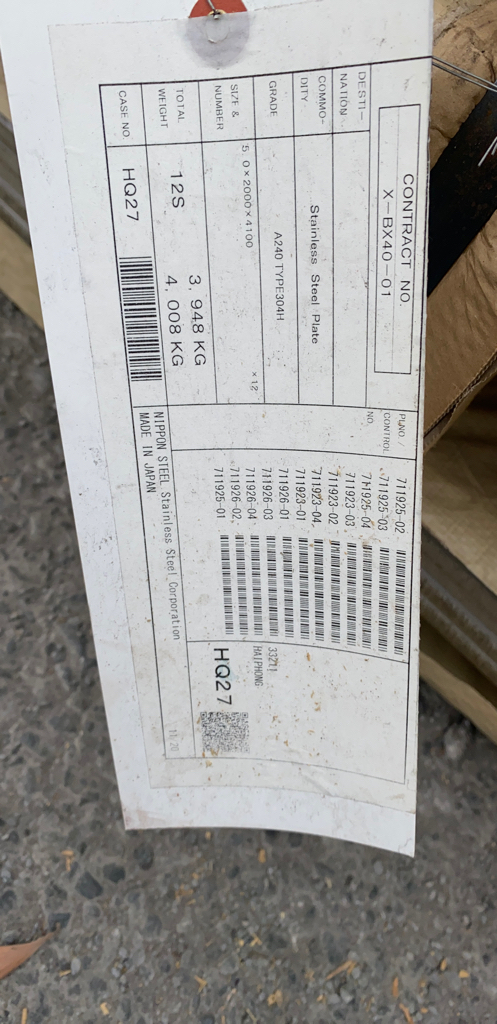 CONTRACT NO.
X-BX40-01
DESTI-
NATION
COMMO-
DITY
Stainless Steel Plate
GRADE
A240 TYPE304H
SIZE &
NUMBER
5.0×2000×4100
×12
TOTAL
WEIGHT
12S
3,948 KG
4,008 KG
CASE NO.
HQ27
PLNO /
CONTROL
NO.
711925-02
711925-03
711925-04
711923-03
711923-02
711923-04
711923-01
711926-01
711926-03
711926-04
711926-02
711925-01
HAIPHONG
HQ27
NIPPON STEEL Stainless Steel Corporation
MADE IN JAPAN
11/20